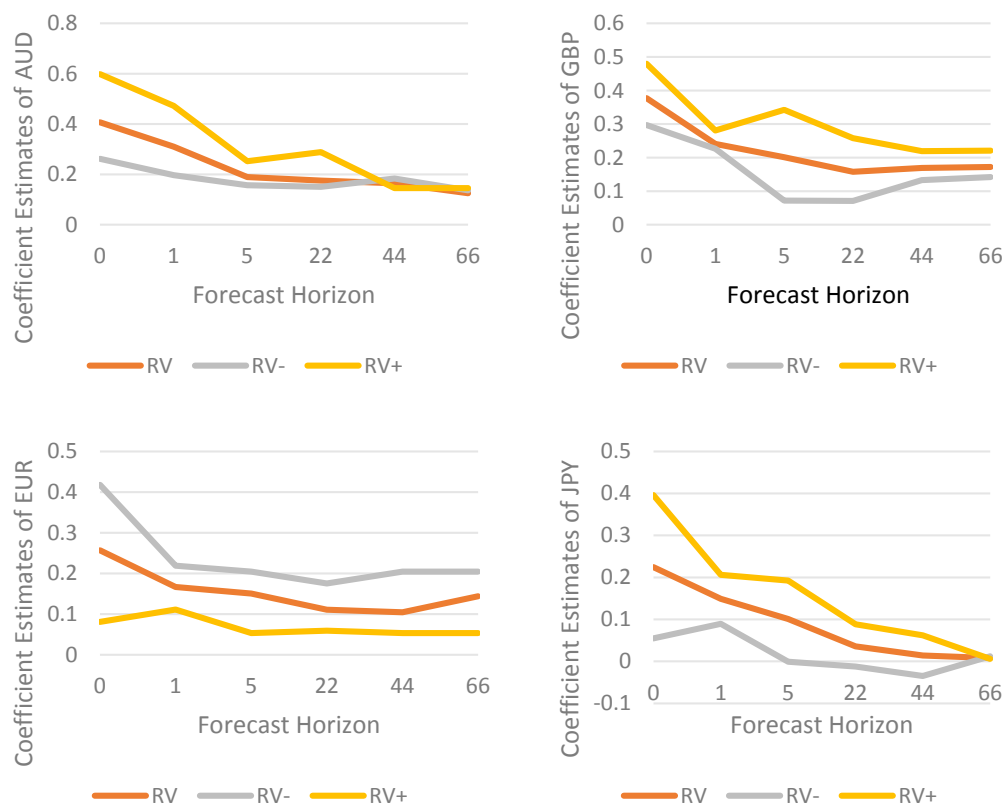 Coefficient Estimates of AUD
0.8
0.6
0.4
0.2
0
0 1 5 22 44 66
Forecast Horizon
RV RV- RV+
Coefficient Estimates of GBP
0.6
0.5
0.4
0.3
0.2
0.1
0
0 1 5 22 44 66
Forecast Horizon
RV RV- RV+
Coefficient Estimates of EUR
0.5
0.4
0.3
0.2
0.1
0
0 1 5 22 44 66
Forecast Horizon
RV RV- RV+
Coefficient Estimates of JPY
0.5
0.4
0.3
0.2
0.1
0
-0.1
0 1 5 22 44 66
Forecast Horizon
RV RV- RV+